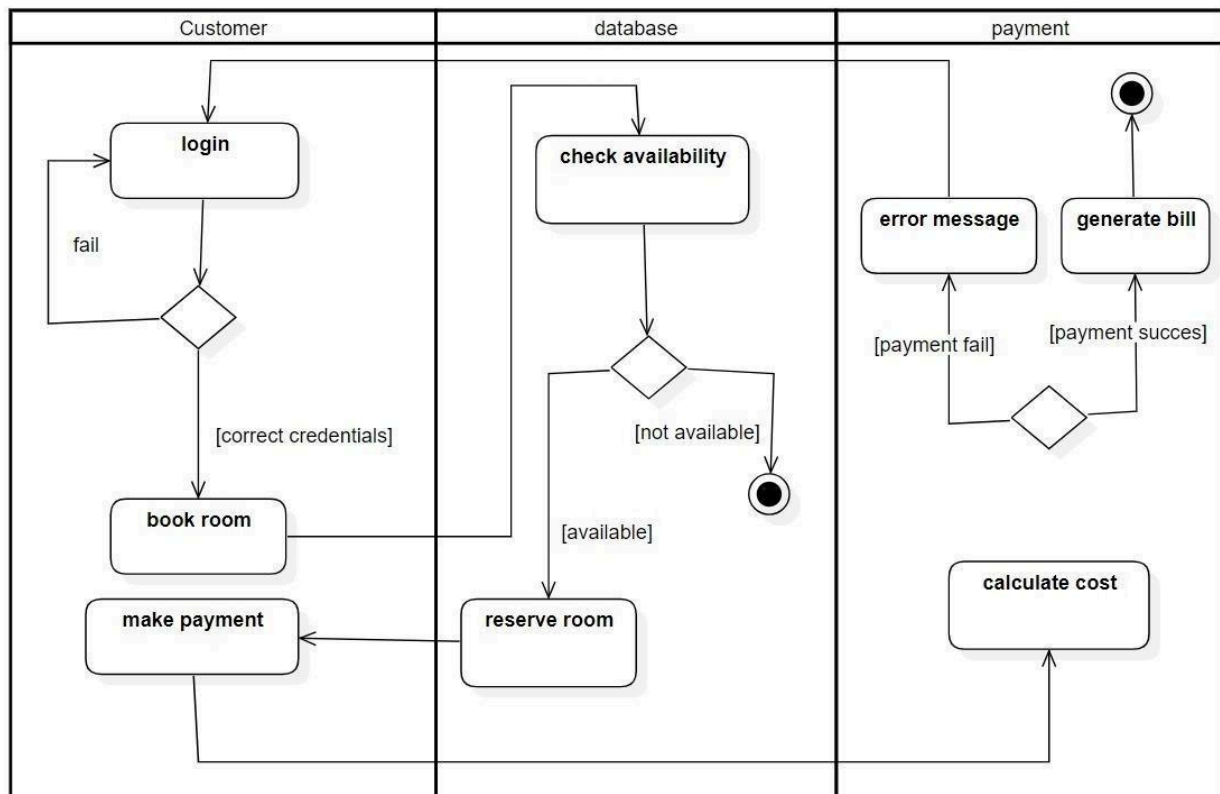 Customer
database
payment
login
check availability
error message
generate bill
fail
[payment fail]
[payment succes]
[correct credentials]
[not available]
book room
[available]
calculate cost
make payment
reserve room